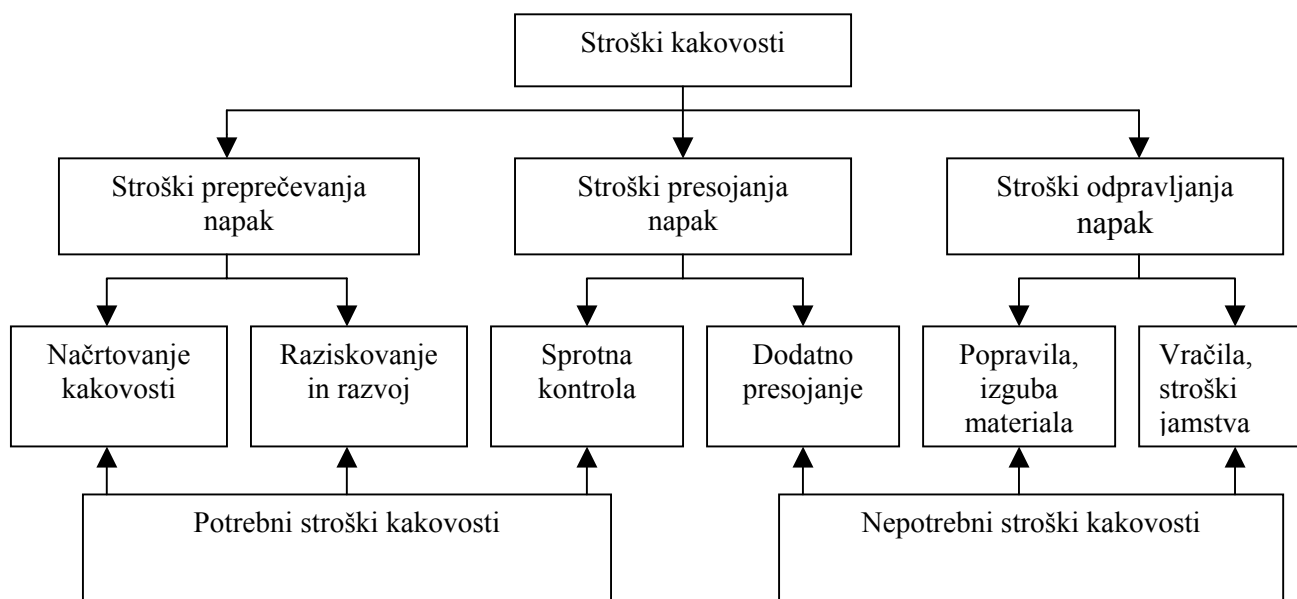 Stroški kakovosti
Stroški preprečevanja
napak
Stroški presojanja
napak
Stroški odpravljanja
napak
Načrtovanje
kakovosti
Raziskovanje
in razvoj
Sprotna
kontrola
Dodatno
presojanje
Popravila,
izguba
materiala
Vračila,
stroški
jamstva
Potrebni stroški kakovosti
Nepotrebni stroški kakovosti